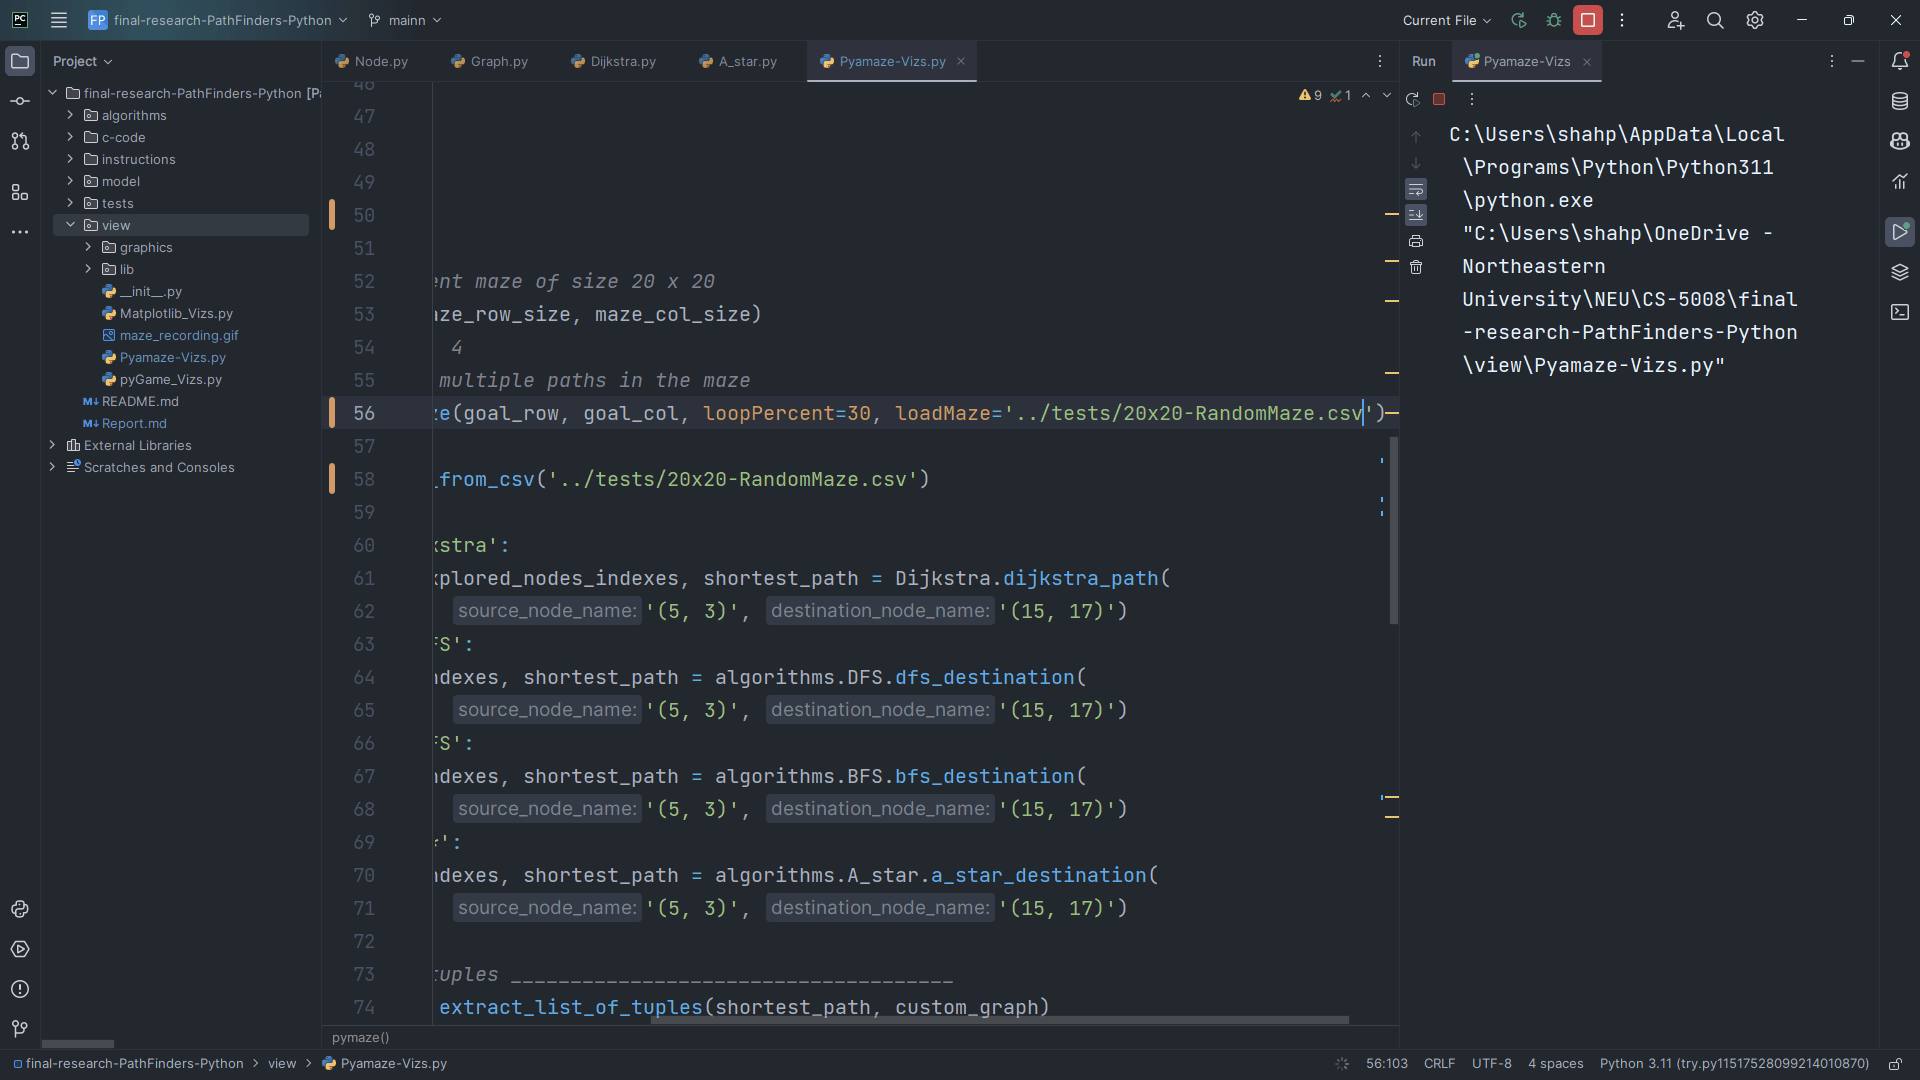 PC
FP final-research-PathFinders-Python
mainn
Current File
Project
Node.py
Graph.py
Dijkstra.py
A_star.py
Pyamaze-Vizs.py
Run
Pyamaze-Vizs
final-research-PathFinders-Python [Pa
algorithms
c-code
instructions
model
tests
view
graphics
lib
__init__.py
Matplotlib_Vizs.py
maze_recording.gif
Pyamaze-Vizs.py
pyGame_Vizs.py
M↓ README.md
M↓ Report.md
External Libraries
Scratches and Consoles
9 1
46
47
48
49
50
51
52 ent maze of size 20 x 20
53 aze_row_size, maze_col_size)
54 4
55 multiple paths in the maze
56 ze(goal_row, goal_col, loopPercent=30, loadMaze='../tests/20x20-RandomMaze.csv')
57
58 _from_csv('../tests/20x20-RandomMaze.csv')
59
60 kstra':
61 xplored_nodes_indexes, shortest_path = Dijkstra.dijkstra_path(
62 source_node_name: '(5, 3)', destination_node_name: '(15, 17)')
63 FS':
64 ndexes, shortest_path = algorithms.DFS.dfs_destination(
65 source_node_name: '(5, 3)', destination_node_name: '(15, 17)')
66 FS':
67 ndexes, shortest_path = algorithms.BFS.bfs_destination(
68 source_node_name: '(5, 3)', destination_node_name: '(15, 17)')
69 *':
70 ndexes, shortest_path = algorithms.A_star.a_star_destination(
71 source_node_name: '(5, 3)', destination_node_name: '(15, 17)')
72
73 tuples _____________________________________
74 extract_list_of_tuples(shortest_path, custom_graph)
pymaze()
C:\Users\shahp\AppData\Local
\Programs\Python\Python311
\python.exe
"C:\Users\shahp\OneDrive -
Northeastern
University\NEU\CS-5008\final
-research-PathFinders-Python
\view\Pyamaze-Vizs.py"
final-research-PathFinders-Python > view > Pyamaze-Vizs.py
56:103 CRLF UTF-8 4 spaces Python 3.11 (try.py11517528099214010870)